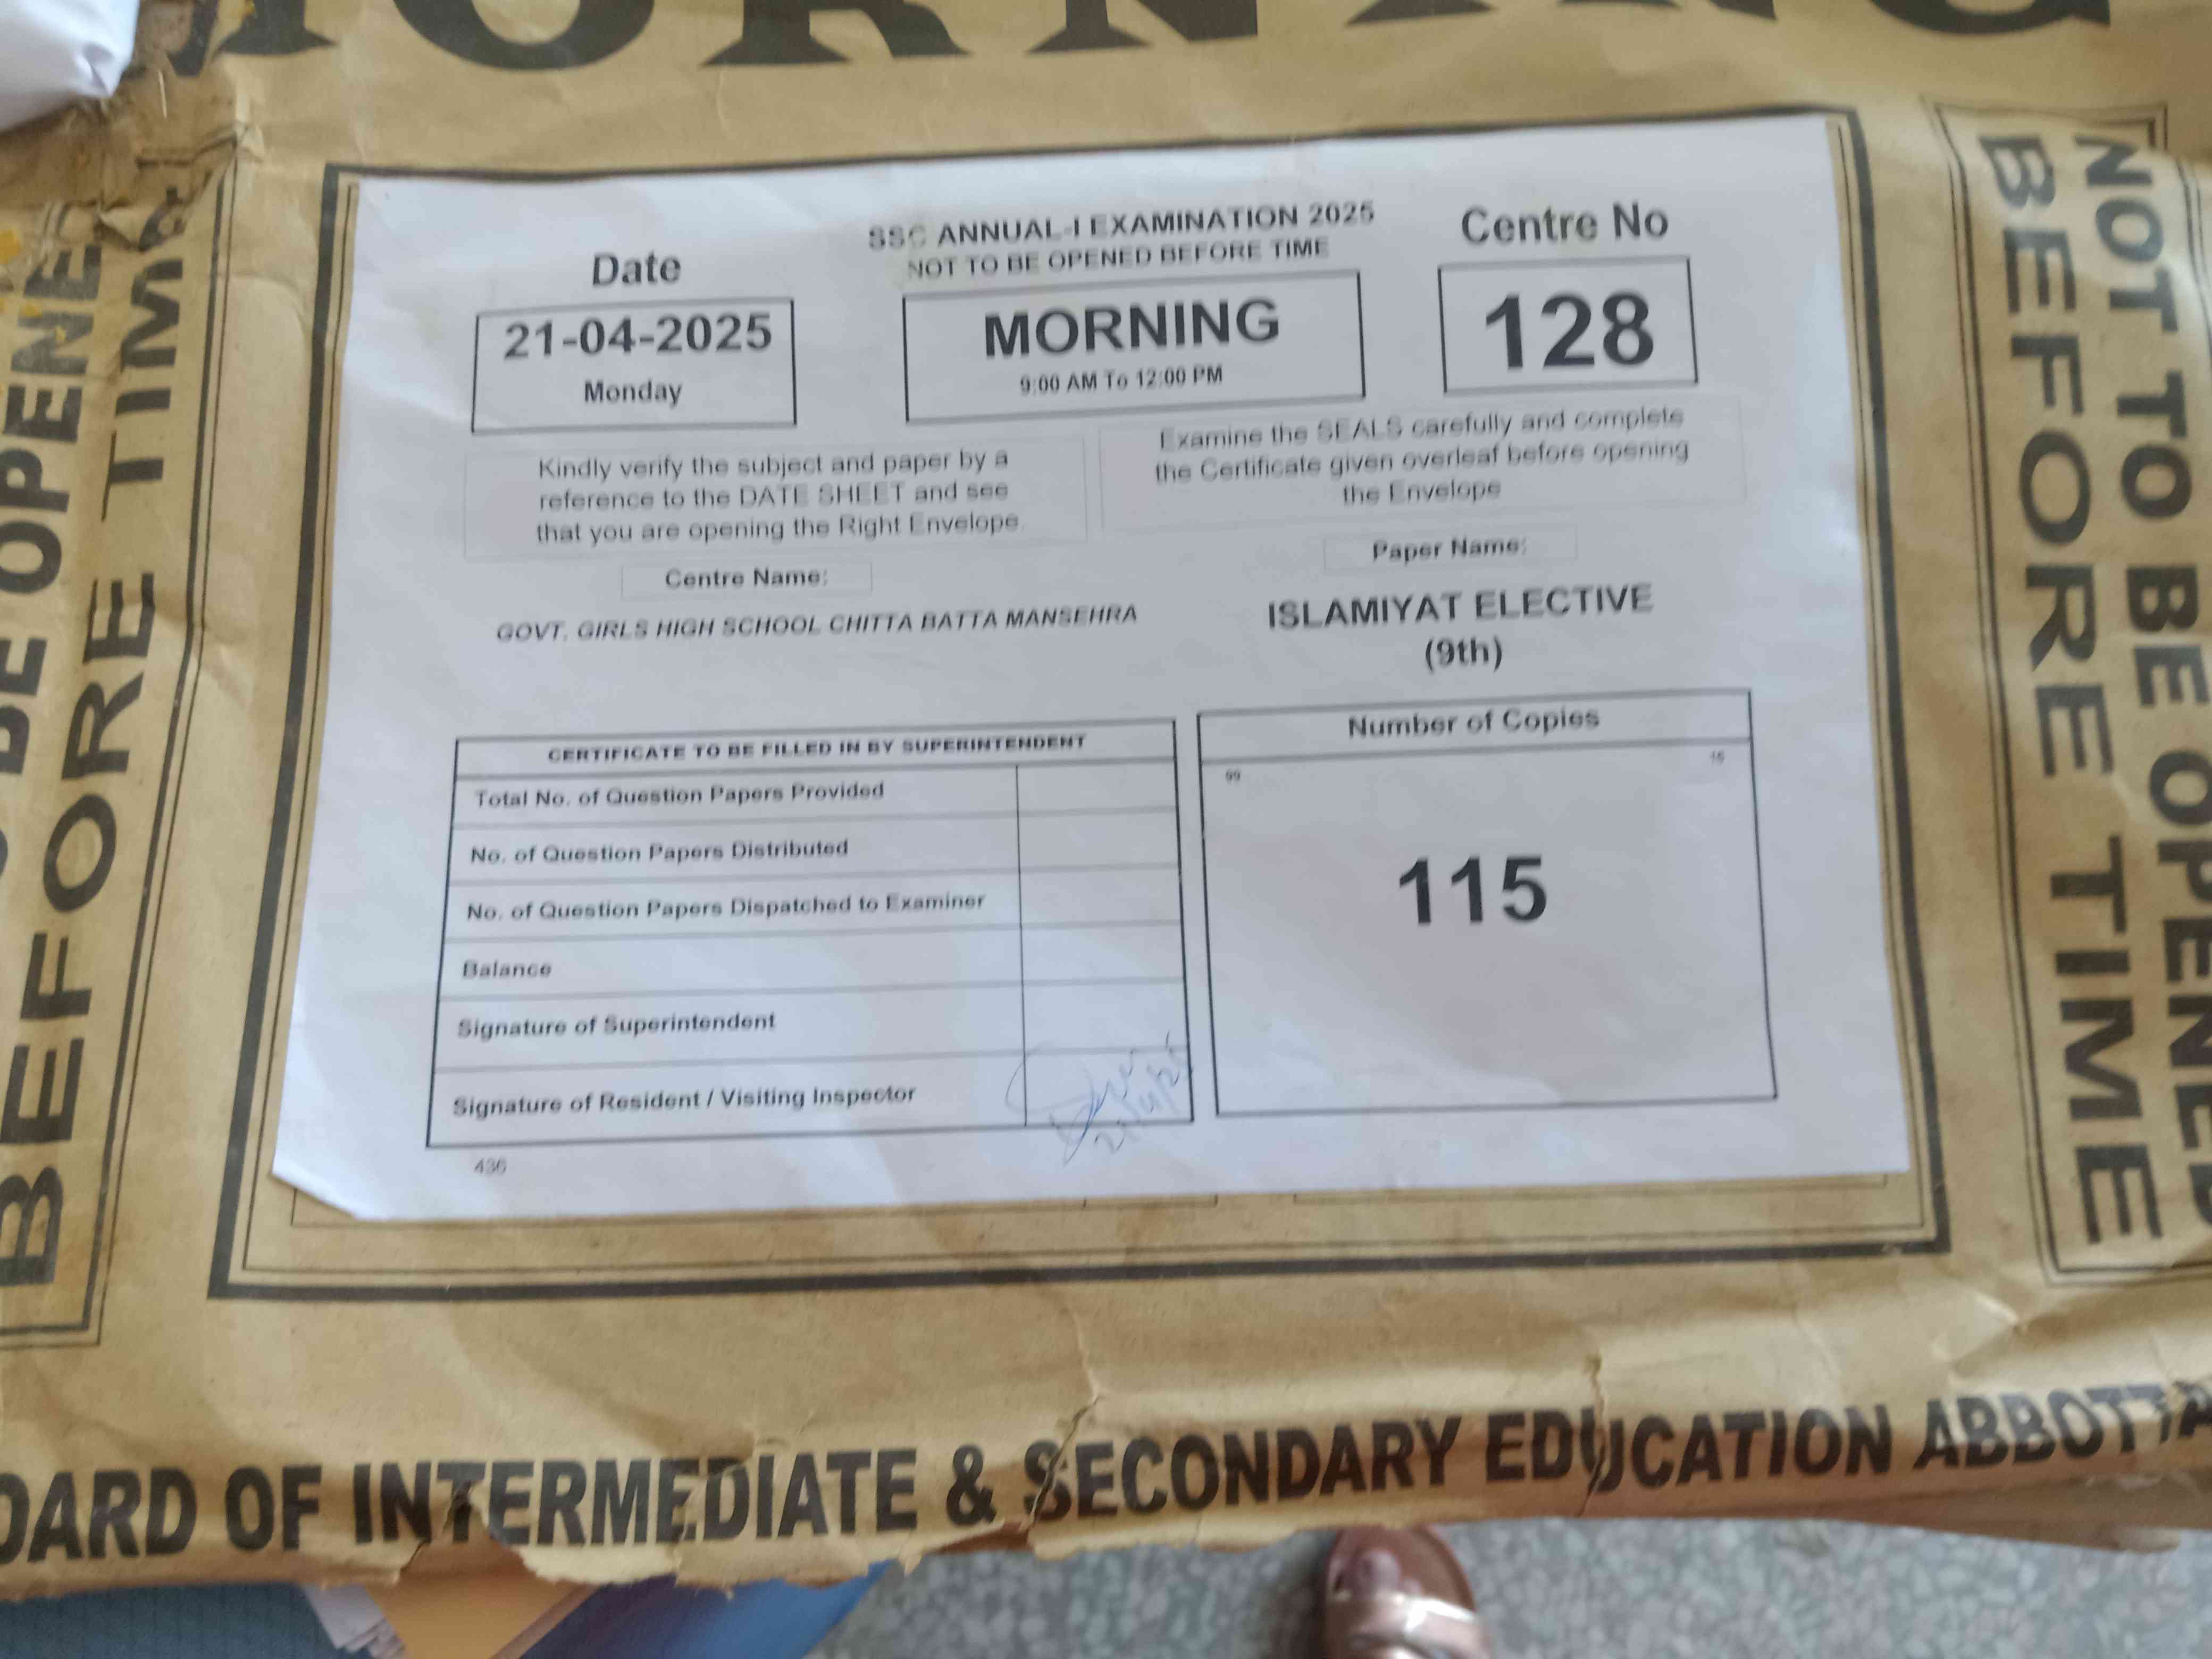 MORNING
NOT TO BE OPENED
BEFORE TIME
Date
21-04-2025
Monday
SSC ANNUAL-I EXAMINATION 2025
NOT TO BE OPENED BEFORE TIME
MORNING
9:00 AM To 12:00 PM
Centre No
128
Kindly verify the subject and paper by a
reference to the DATE SHEET and see
that you are opening the Right Envelope.
Examine the SEALS carefully and complete
the Certificate given overleaf before opening
the Envelope
Centre Name:
GOVT. GIRLS HIGH SCHOOL CHITTA BATTA MANSEHRA
Paper Name:
ISLAMIYAT ELECTIVE
(9th)
CERTIFICATE TO BE FILLED IN BY SUPERINTENDENT
Total No. of Question Papers Provided
No. of Question Papers Distributed
No. of Question Papers Dispatched to Examiner
Balance
Signature of Superintendent
Signature of Resident / Visiting Inspector
436
Number of Copies
99
115
BE OPENE
BEFORE TIME
OARD OF INTERMEDIATE & SECONDARY EDUCATION ABBOTTA